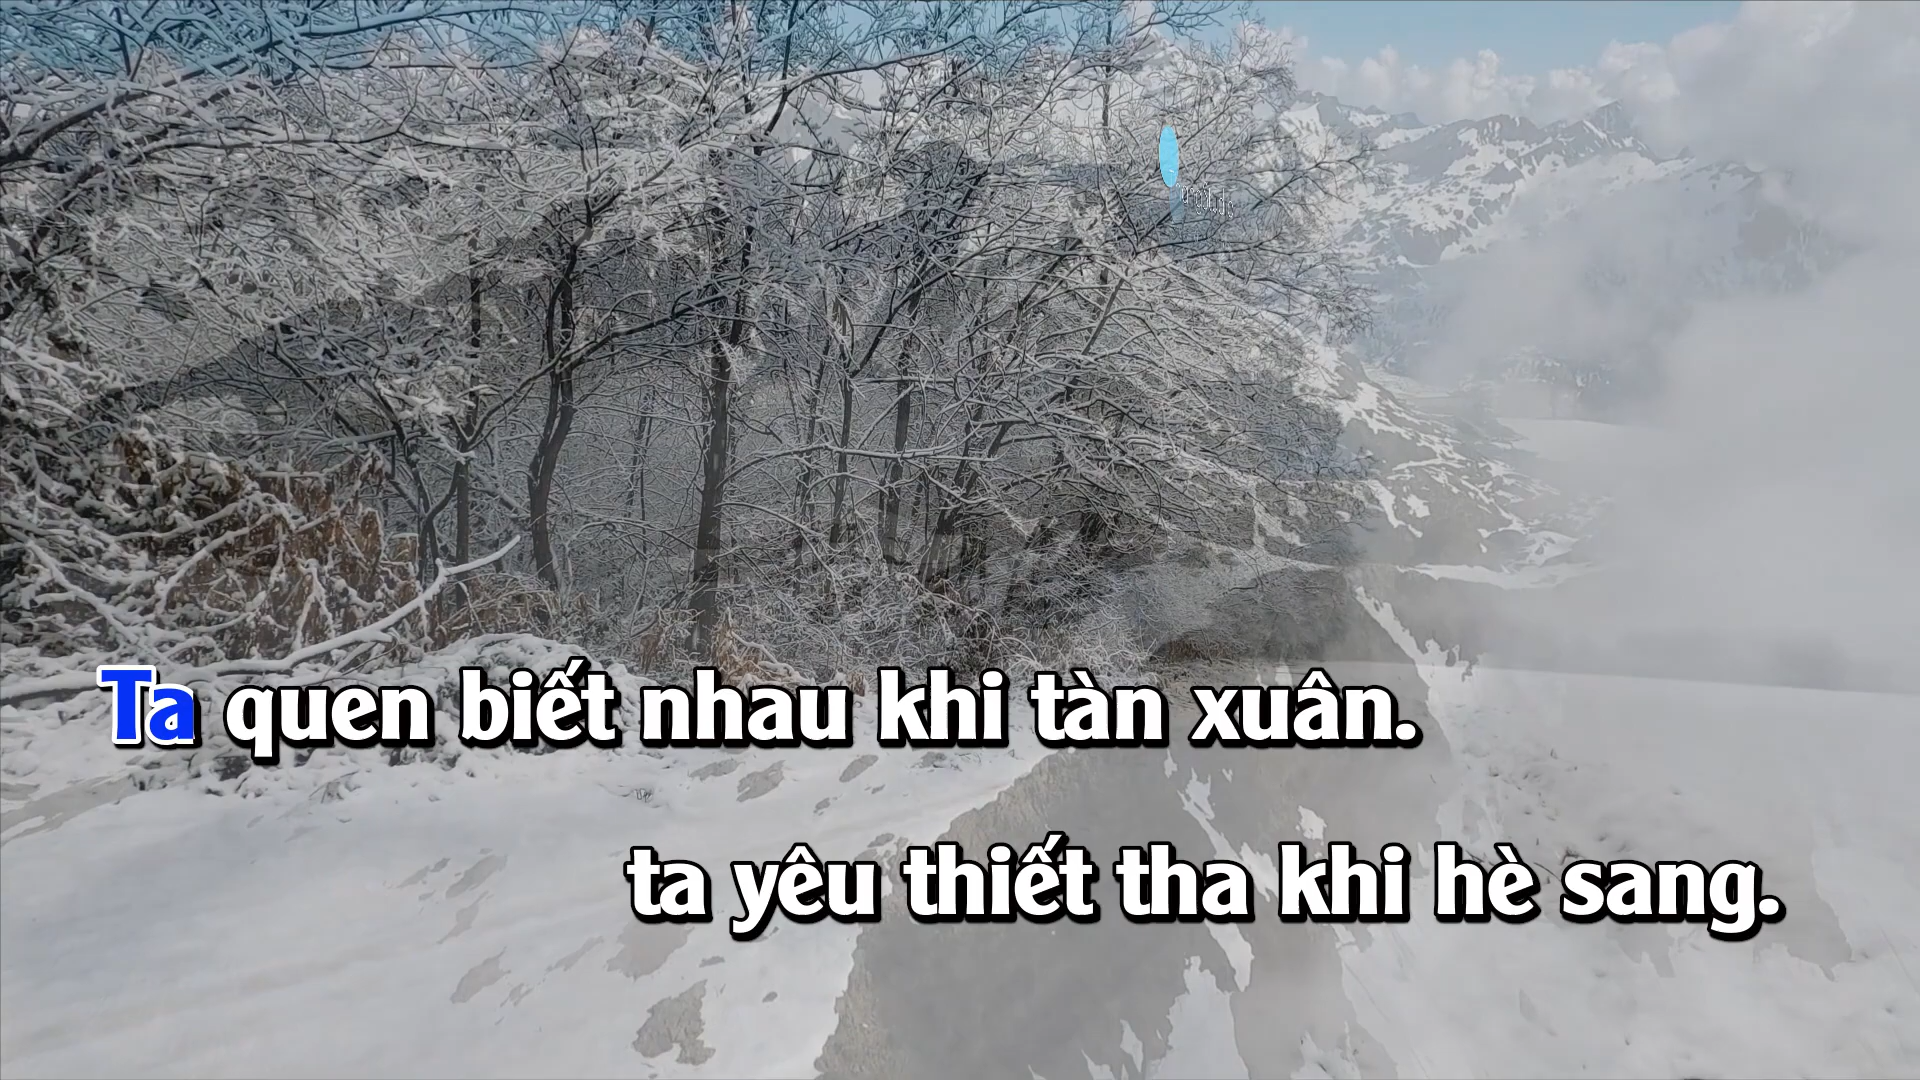 Ta quen biết nhau khi tàn xuân.
ta yêu thiết tha khi hè sang.